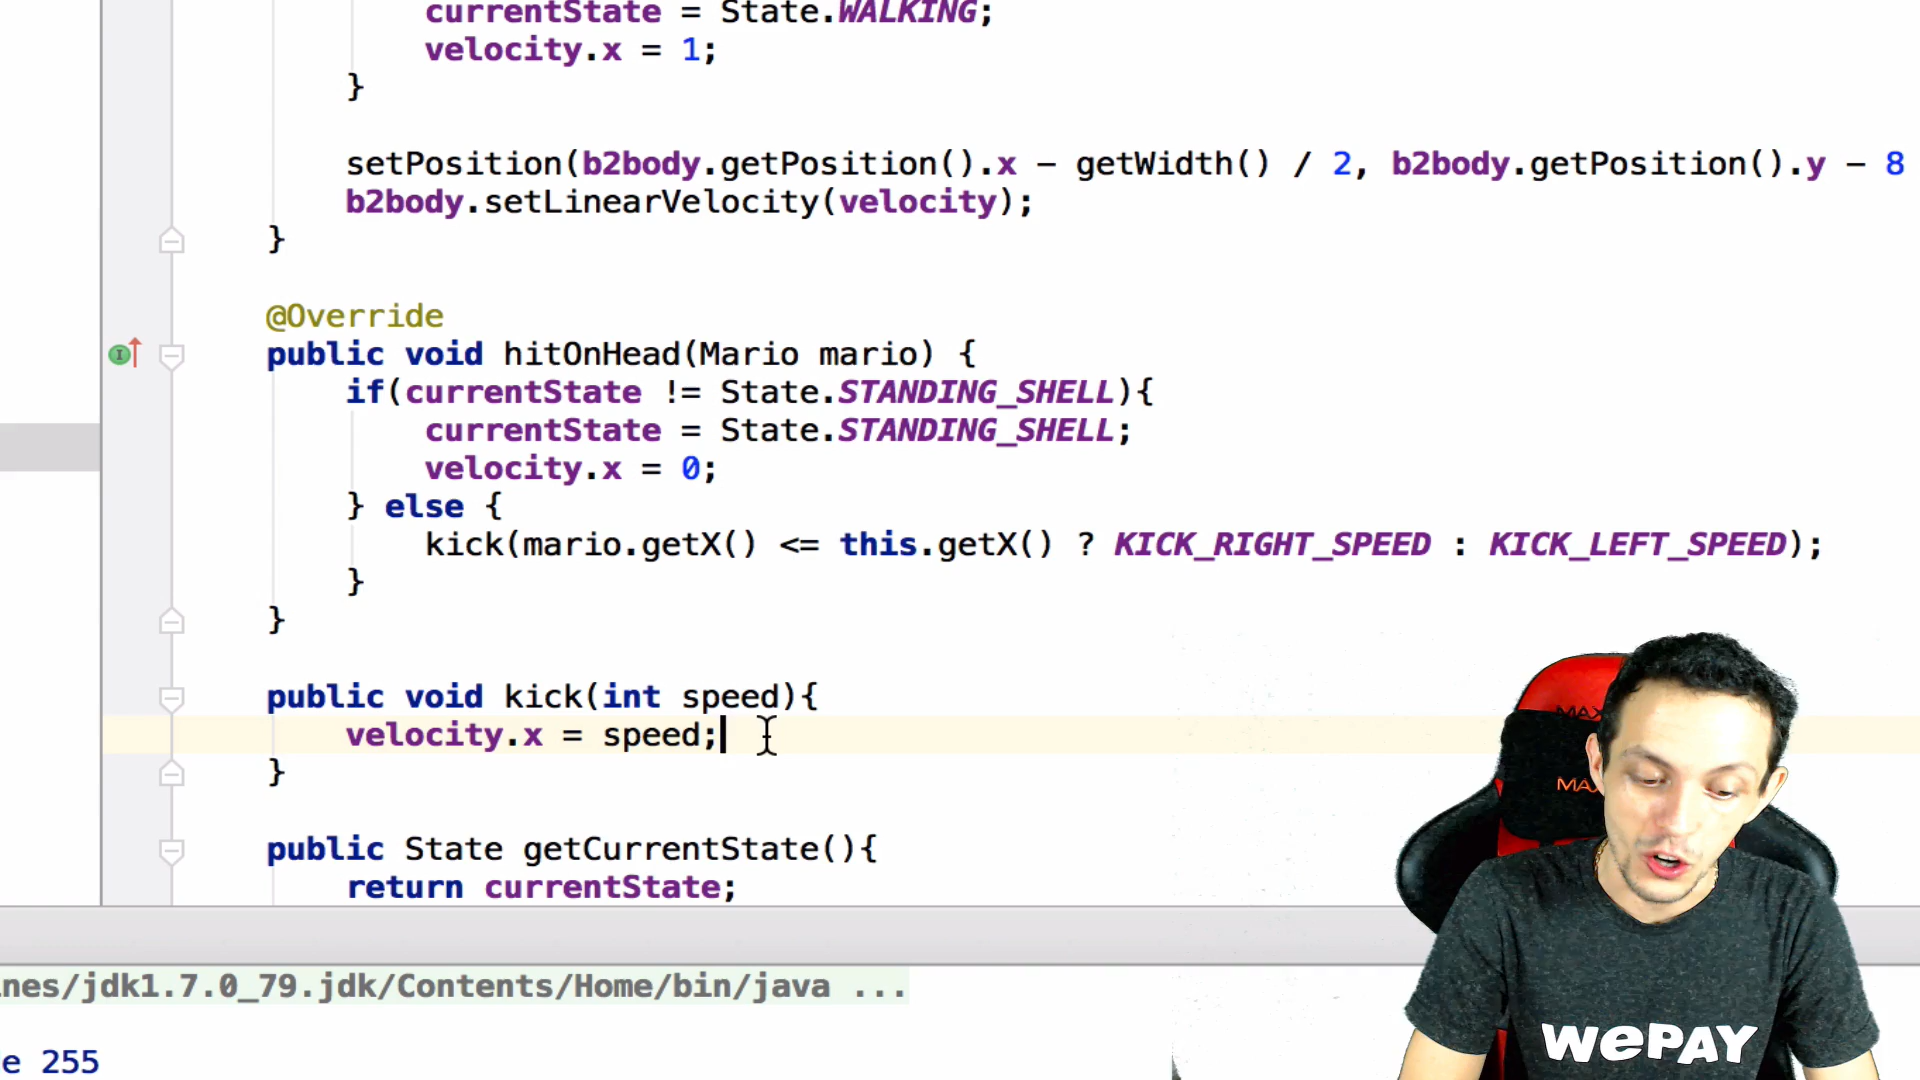 currentState = State.WALKING;
velocity.x = 1;
}
setPosition(b2body.getPosition().x - getWidth() / 2, b2body.getPosition().y - 8
b2body.setLinearVelocity(velocity);
}
@Override
public void hitOnHead(Mario mario) {
if(currentState != State.STANDING_SHELL){
currentState = State.STANDING_SHELL;
velocity.x = 0;
} else {
kick(mario.getX() <= this.getX() ? KICK_RIGHT_SPEED : KICK_LEFT_SPEED);
}
}
public void kick(int speed){
velocity.x = speed;
}
public State getCurrentState(){
return currentState;
nes/jdk1.7.0_79.jdk/Contents/Home/bin/java ...
e 255
wePAY